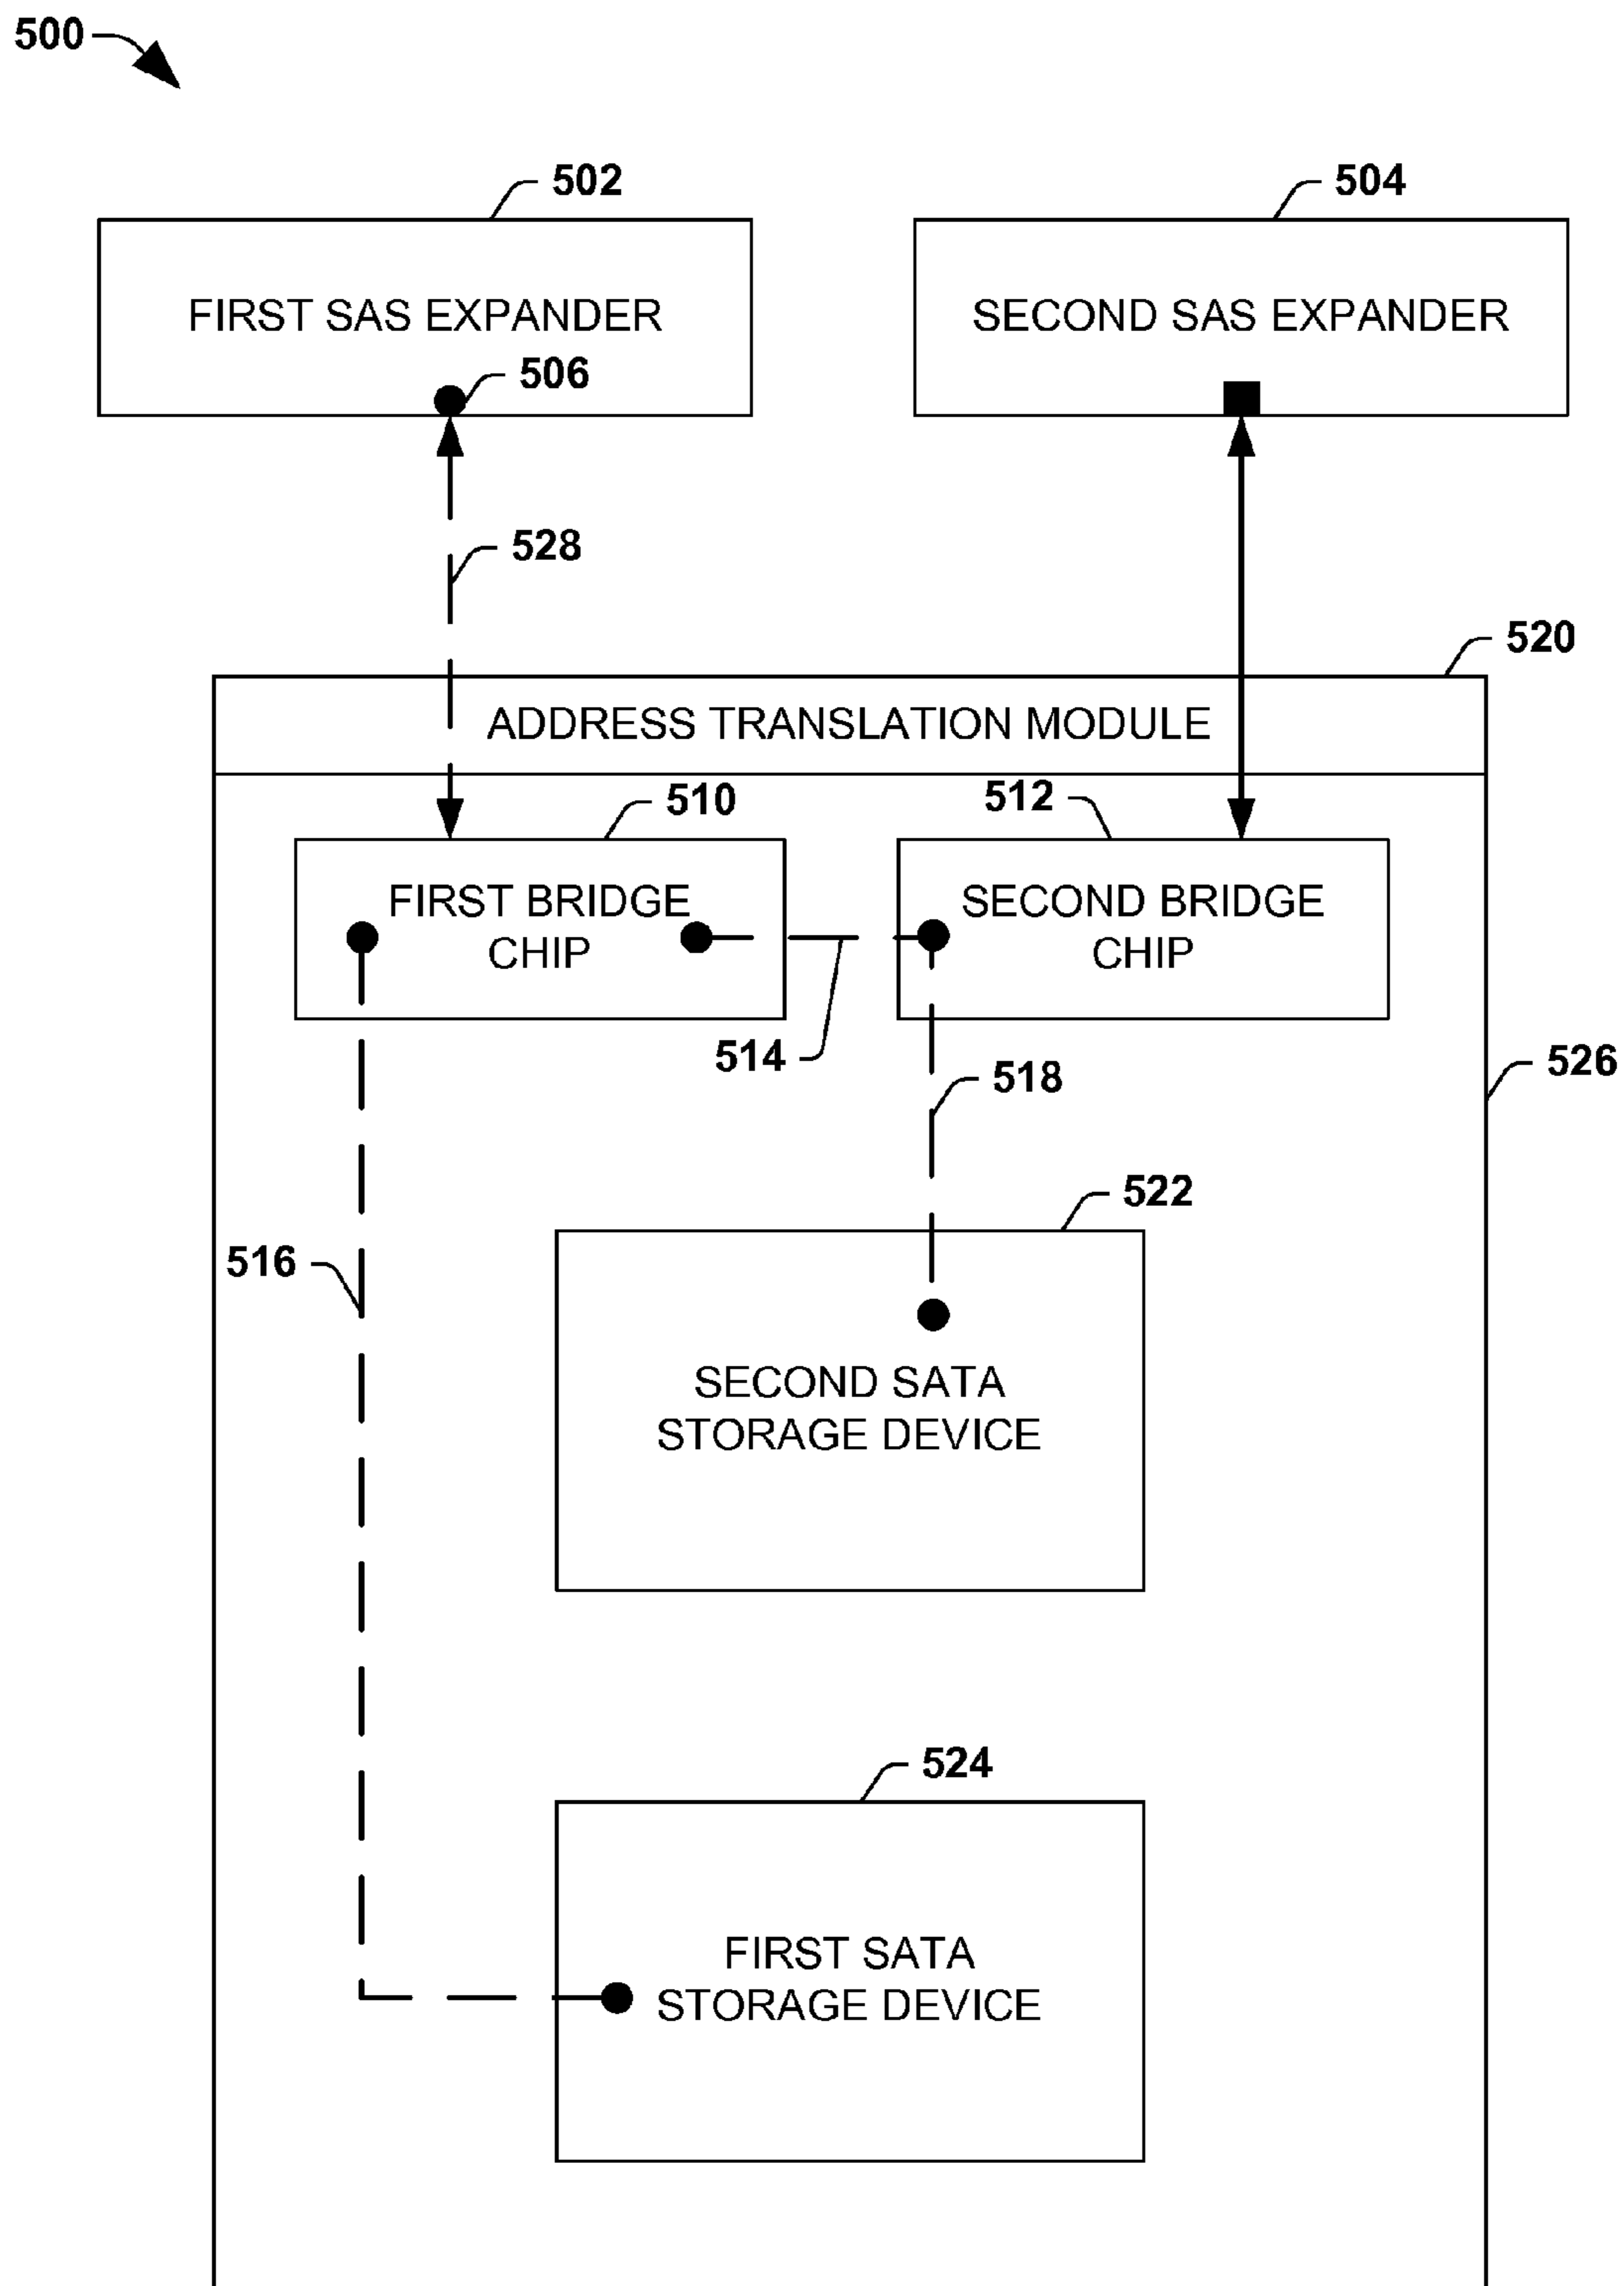 500
502
504
FIRST SAS EXPANDER
SECOND SAS EXPANDER
506
528
520
ADDRESS TRANSLATION MODULE
510
512
FIRST BRIDGE
CHIP
SECOND BRIDGE
CHIP
514
518
526
522
516
SECOND SATA
STORAGE DEVICE
524
FIRST SATA
STORAGE DEVICE